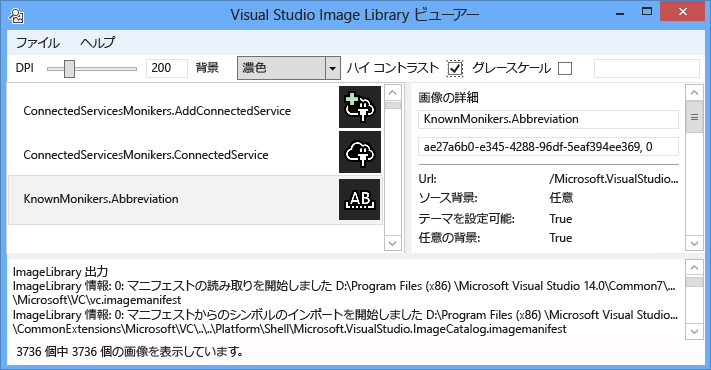 Visual Studio Image Library ビューアー
ファイル ヘルプ
DPI 200 背景 濃色 ハイ コントラスト グレースケール
ConnectedServicesMonikers.AddConnectedService
ConnectedServicesMonikers.ConnectedService
KnownMonikers.Abbreviation
AB
画像の詳細
KnownMonikers.Abbreviation
ae27a6b0-e345-4288-96df-5eaf394ee369, 0
Url: /Microsoft.VisualStudio...
ソース背景: 任意
テーマを設定可能: True
任意の背景: True
ImageLibrary 出力
ImageLibrary 情報: 0: マニフェストの読み取りを開始しました D:\Program Files (x86) \Microsoft Visual Studio 14.0\Common7\...
\Microsoft\VC\vc.imagemanifest
ImageLibrary 情報: 0: マニフェストからのシンボルのインポートを開始しました D:\Program Files (x86) \Microsoft Visual Studio...
\CommonExtensions\Microsoft\VC\..\..\Platform\Shell\Microsoft.VisualStudio.ImageCatalog.imagemanifest
3736 個中 3736 個の画像を表示しています。